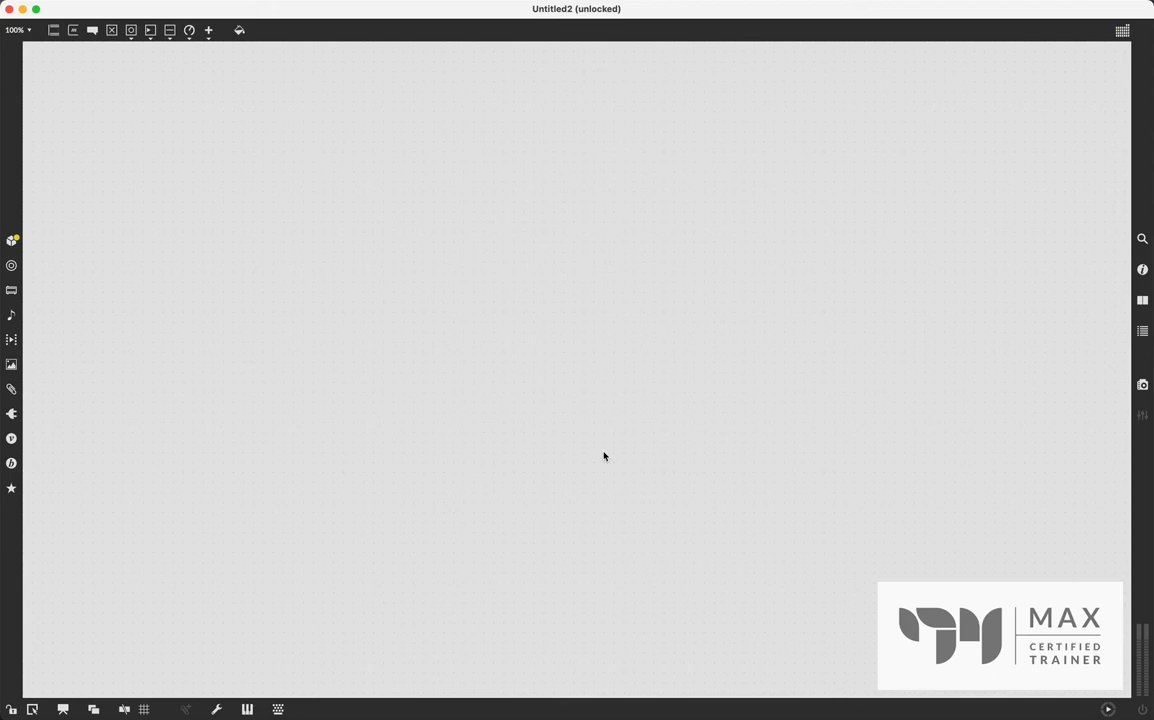 Untitled2 (unlocked)
100%
m
i
v
b
MAX
CERTIFIED
TRAINER